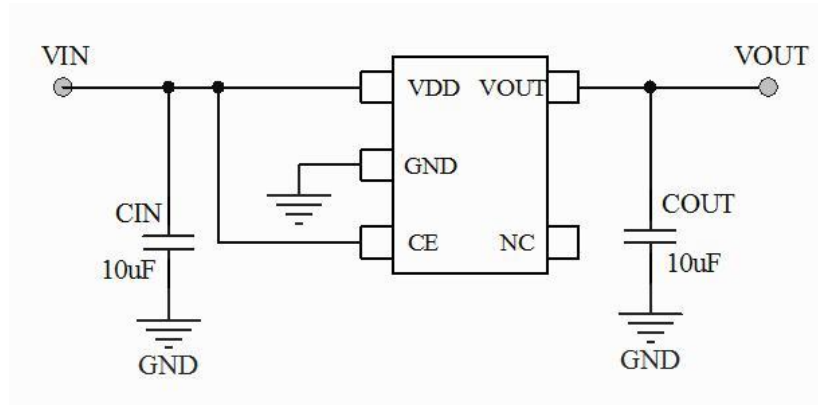 VIN
VOUT
VDD
VOUT
GND
CE
NC
CIN
10uF
COUT
10uF
GND
GND